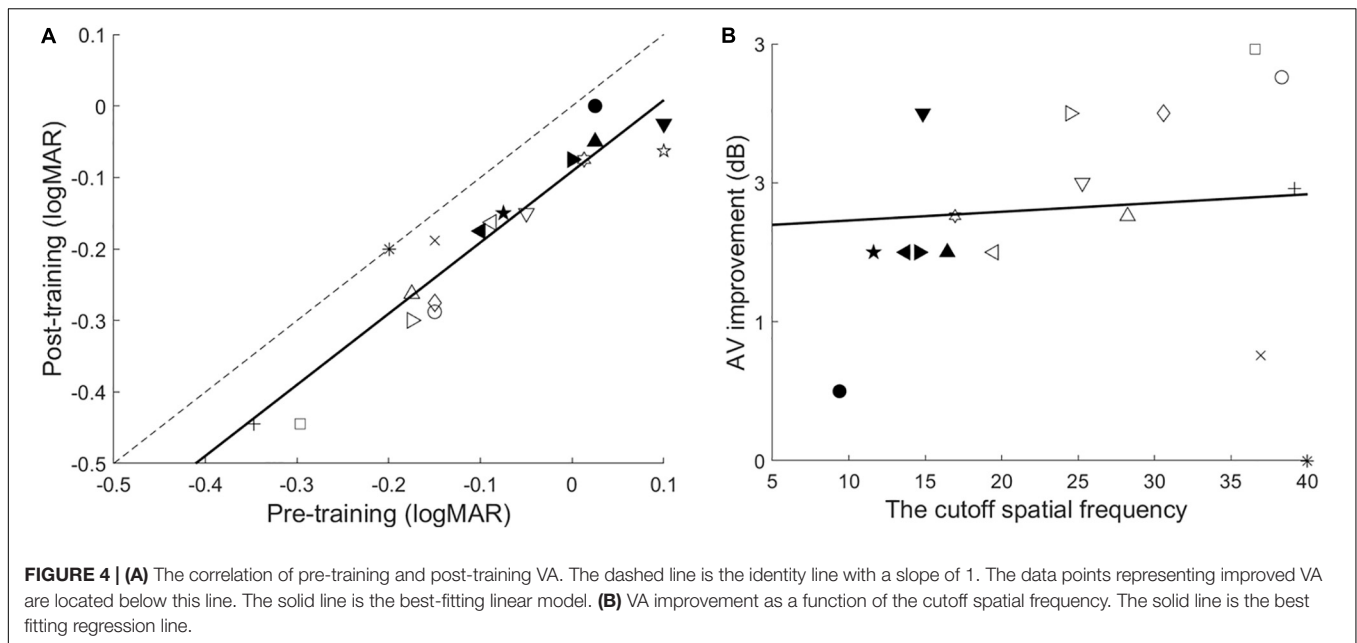 A
B
0.1
0
-0.1
-0.2
-0.3
-0.4
-0.5
Post-training (logMAR)
-0.5 -0.4 -0.3 -0.2 -0.1 0 0.1
Pre-training (logMAR)
3
3
1
0
AV improvement (dB)
5 10 15 20 25 30 35 40
The cutoff spatial frequency
FIGURE 4 | (A) The correlation of pre-training and post-training VA. The dashed line is the identity line with a slope of 1. The data points representing improved VA
are located below this line. The solid line is the best-fitting linear model. (B) VA improvement as a function of the cutoff spatial frequency. The solid line is the best
fitting regression line.